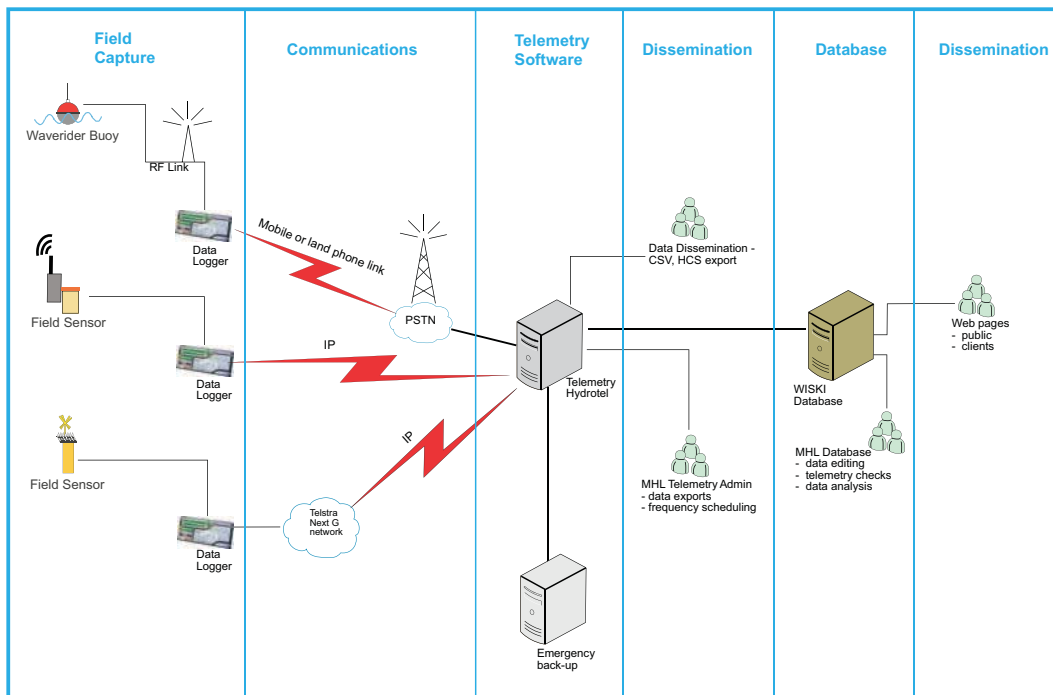 Field
Capture
Communications
Telemetry
Software
Dissemination
Database
Dissemination
Waverider Buoy
RF Link
Data
Logger
Mobile or land phone link
Field Sensor
Data
Logger
IP
PSTN
Field Sensor
Data
Logger
Telstra
Next G
network
IP
Telemetry
Hydrotel
Emergency
back-up
Data Dissemination -
CSV, HCS export
MHL Telemetry Admin
- data exports
- frequency scheduling
WISKI
Database
MHL Database
- data editing
- telemetry checks
- data analysis
Web pages
- public
- clients